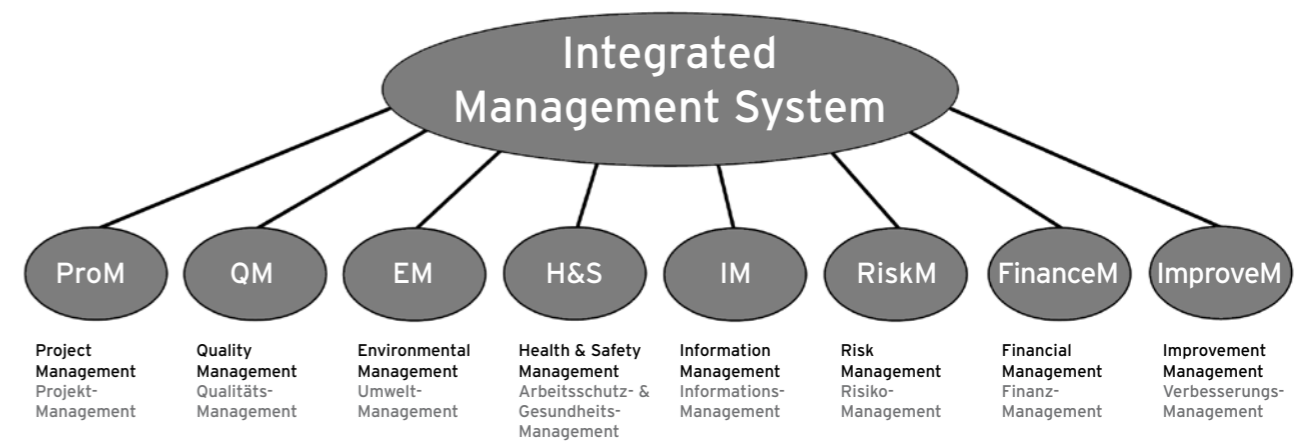 Integrated
Management System
ProM
QM
EM
H&S
IM
RiskM
FinanceM
ImproveM
Project
Management
Projekt-
Management
Quality
Management
Qualitäts-
Management
Environmental
Management
Umwelt-
Management
Health & Safety
Management
Arbeitsschutz- &
Gesundheits-
Management
Information
Management
Informations-
Management
Risk
Management
Risiko-
Management
Financial
Management
Finanz-
Management
Improvement
Management
Verbesserungs-
Management